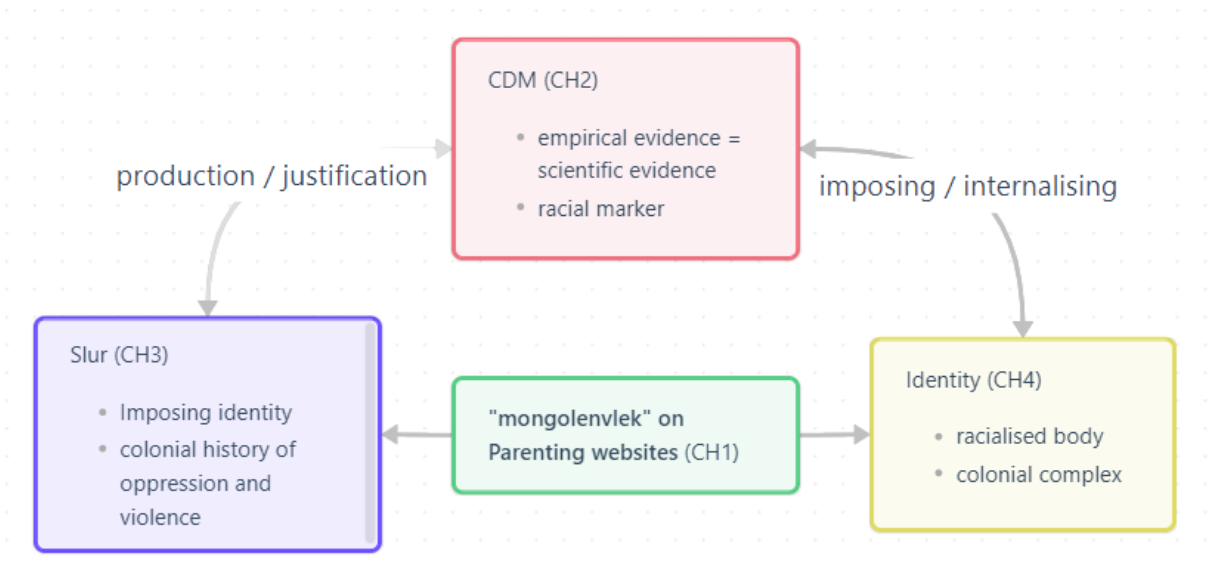 CDM (CH2)
empirical evidence =
scientific evidence
racial marker
production / justification
imposing / internalising
Slur (CH3)
Imposing identity
colonial history of
oppression and
violence
"mongolenvlek" on
Parenting websites (CH1)
Identity (CH4)
racialised body
colonial complex